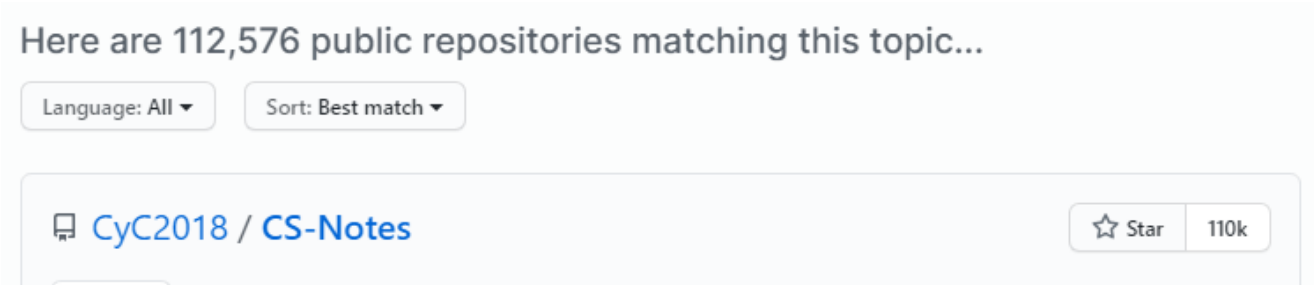 Here are 112,576 public repositories matching this topic...
Language: All Sort: Best match
CyC2018 / CS-Notes Star 110k